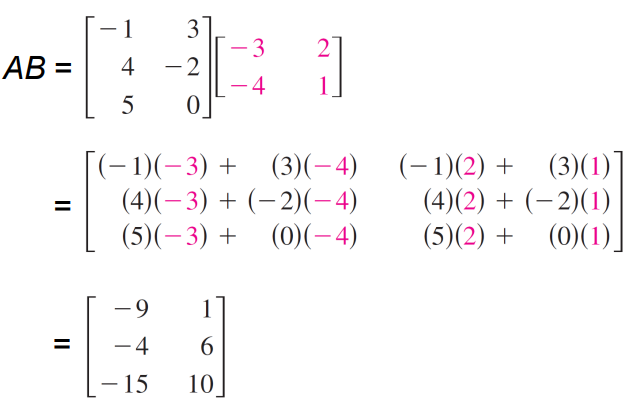 AB = [ −1 3 ] [ −3 2 ]
4 −2 −4 1
5 0
= [ (−1)(−3) + (3)(−4) (−1)(2) + (3)(1) ]
(4)(−3) + (−2)(−4) (4)(2) + (−2)(1)
(5)(−3) + (0)(−4) (5)(2) + (0)(1)
= [ −9 1 ]
−4 6
−15 10